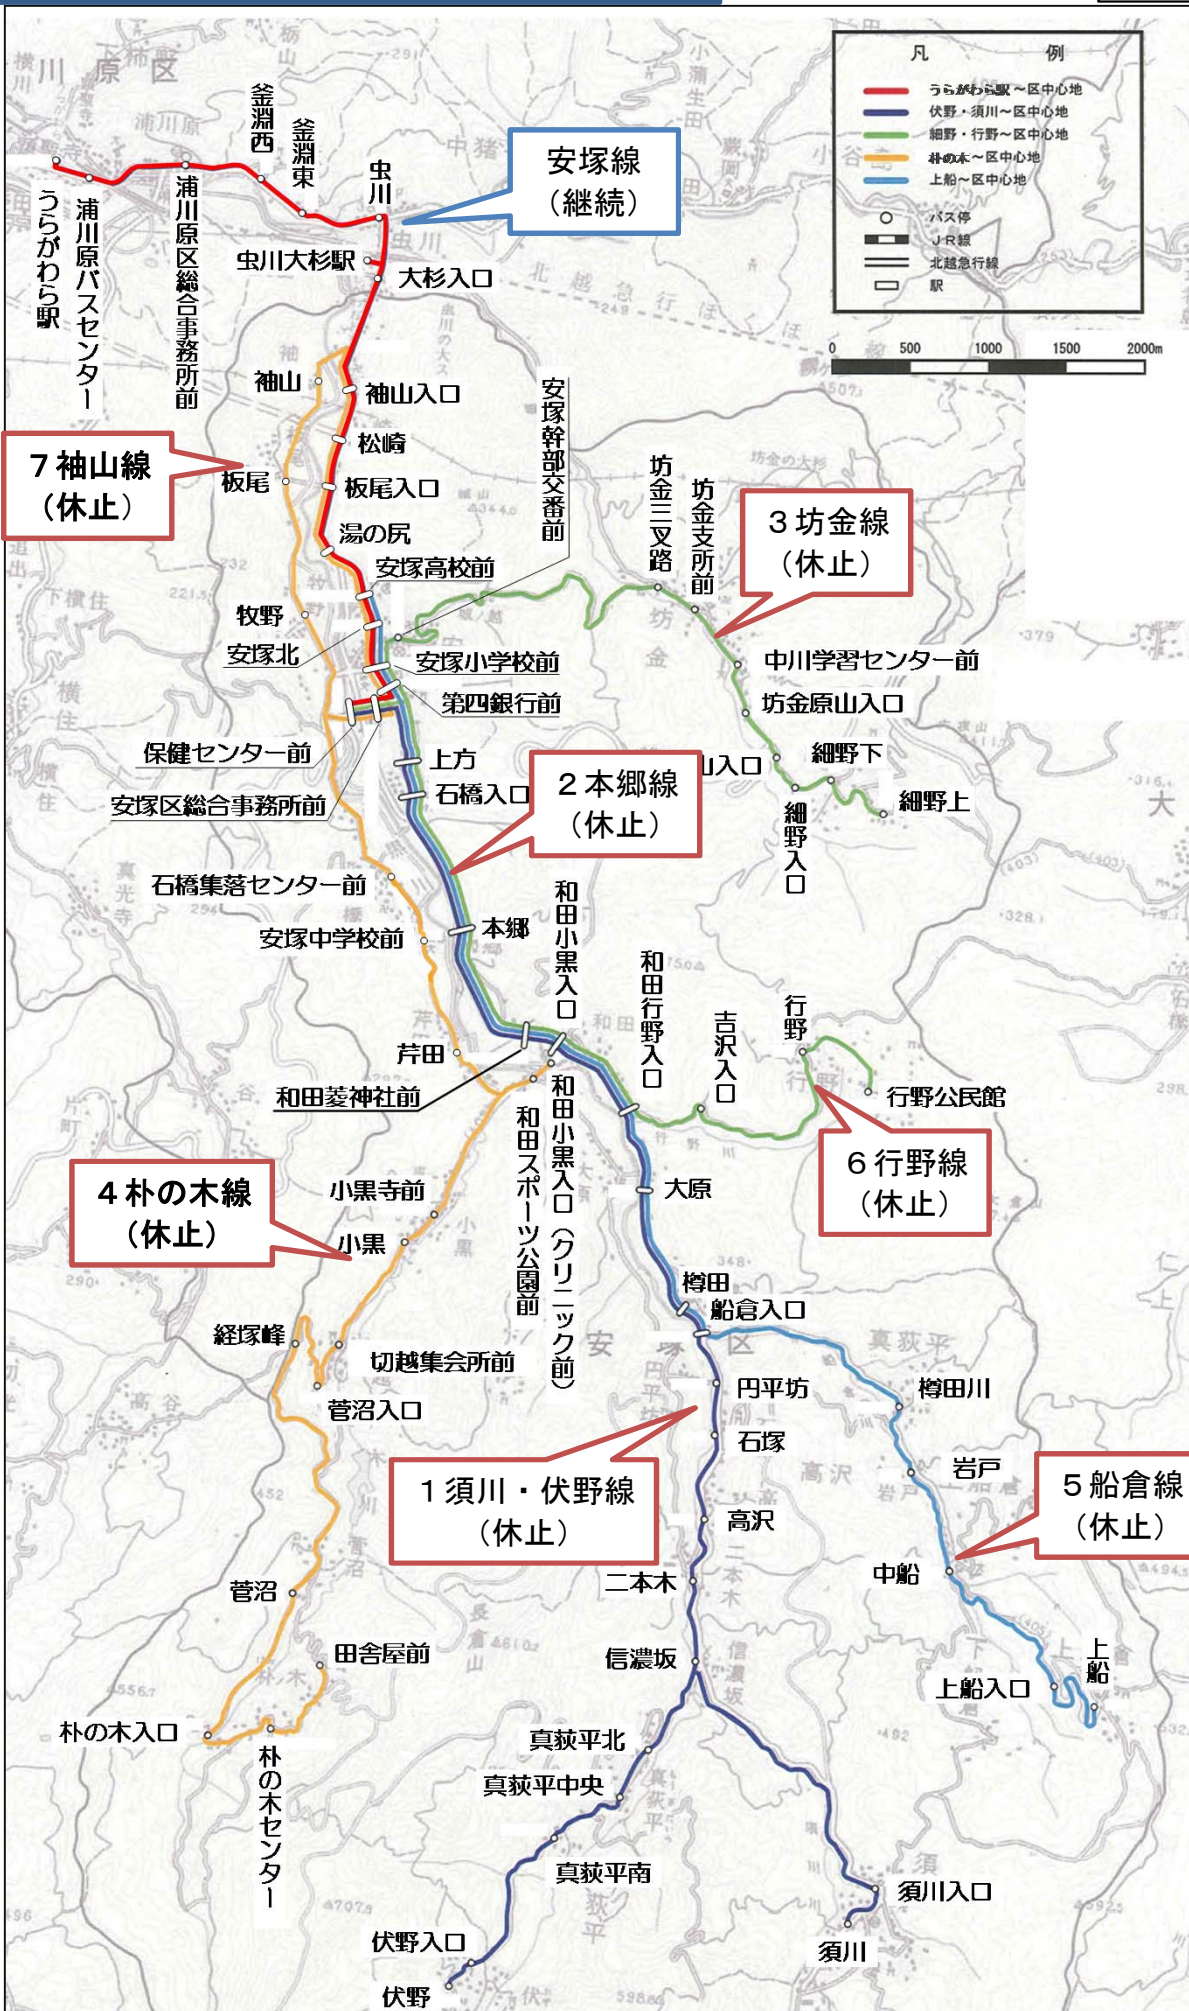 凡 例
うらがわら駅～区中心地
伏野・須川～区中心地
細野・行野～区中心地
朴の木～区中心地
上船～区中心地
バス停
JR線
北越急行線
駅
0 500 1000 1500 2000m
川原区
浦川原
釜淵西
釜淵東
虫川
安塚線
(継続)
うらがわら駅
浦川原バスセンター
浦川原区総合事務所前
虫川大杉駅
大杉入口
袖山
袖山入口
松崎
7袖山線
(休止)
板尾
板尾入口
湯の尻
安塚幹部交番前
坊金三叉路
坊金支所前
3坊金線
(休止)
安塚高校前
牧野
安塚北
安塚小学校前
第四銀行前
中川学習センター前
坊金原山入口
保健センター前
安塚区総合事務所前
上方
石橋入口
2本郷線
(休止)
山入口
細野下
細野入口
細野上
石橋集落センター前
安塚中学校前
本郷
和田小黒入口
和田行野入口
吉沢入口
行野
行野公民館
芹田
和田菱神社前
和田スポーツ公園前
和田小黒入口(クリニック前)
6行野線
(休止)
4朴の木線
(休止)
小黒寺前
小黒
大原
樽田
船倉入口
経塚峰
切越集会所前
菅沼入口
安塚区
円平坊
石塚
樽田川
岩戸
1須川・伏野線
(休止)
5船倉線
(休止)
高沢
二本木
中船
菅沼
田舎屋前
信濃坂
上船入口
上船
朴の木入口
朴の木センター
真荻平北
真荻平中央
真荻平南
須川入口
須川
伏野入口
伏野